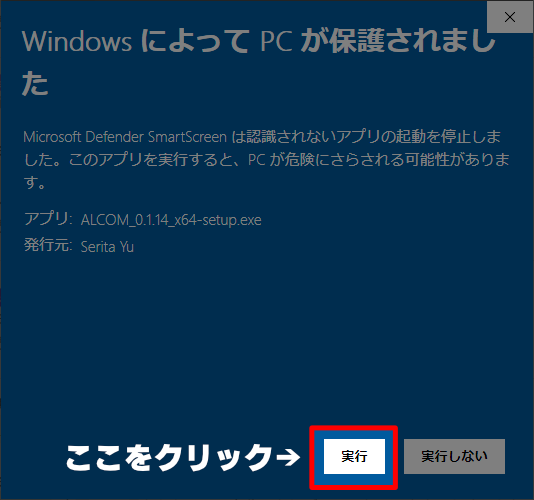 Windows によって PC が保護されまし
た
Microsoft Defender SmartScreen は認識されないアプリの起動を停止しま
した。このアプリを実行すると、PC が危険にさらされる可能性がありま
す。
アプリ: ALCOM_0.1.14_x64-setup.exe
発行元: Serita Yu
ここをクリック→ 実行 実行しない